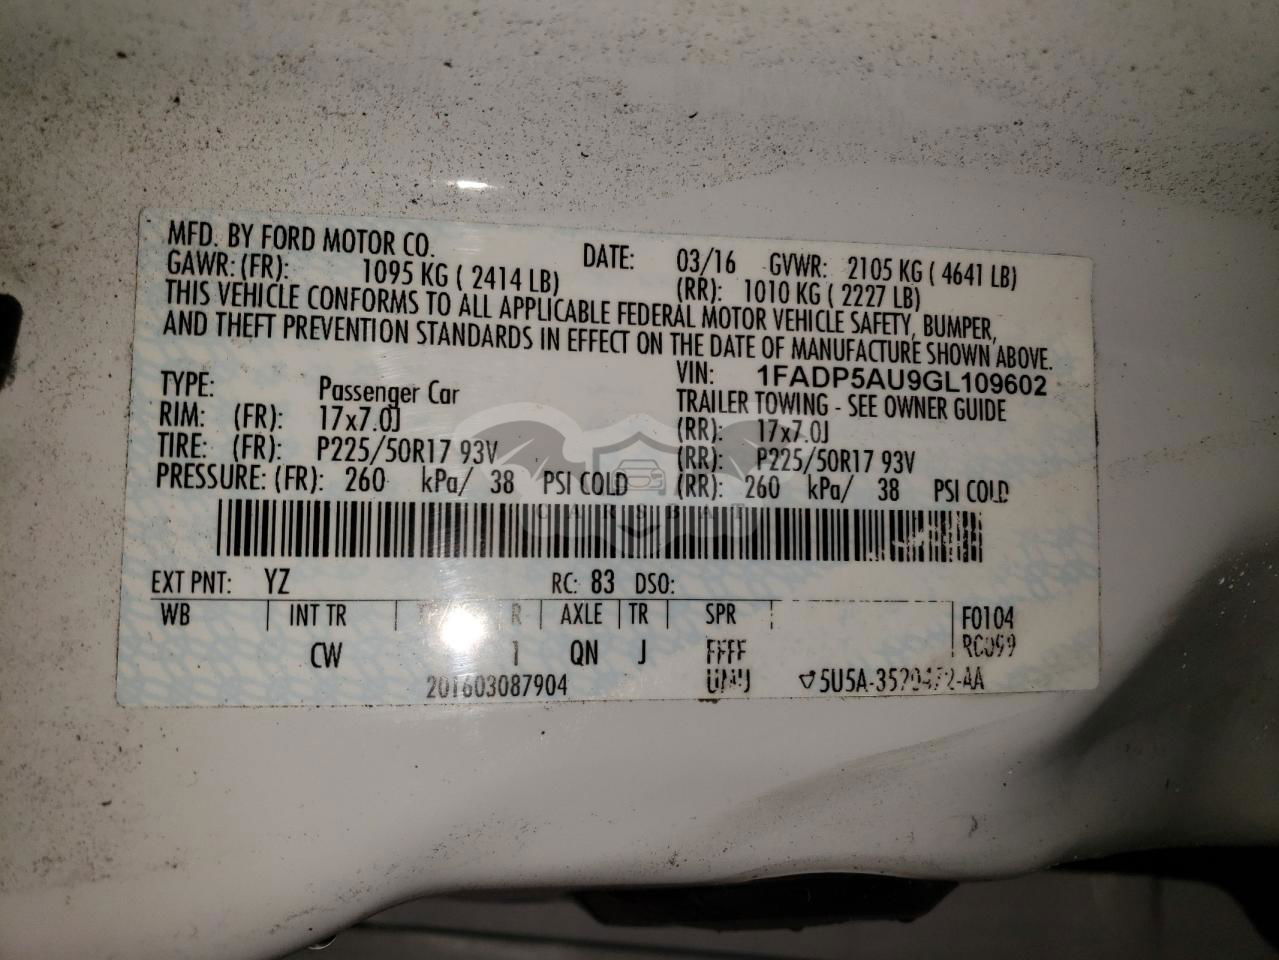 MFD. BY FORD MOTOR CO. DATE: 03/16 GVWR: 2105 KG ( 4641 LB)
GAWR: (FR): 1095 KG ( 2414 LB) (RR): 1010 KG ( 2227 LB)
THIS VEHICLE CONFORMS TO ALL APPLICABLE FEDERAL MOTOR VEHICLE SAFETY, BUMPER,
AND THEFT PREVENTION STANDARDS IN EFFECT ON THE DATE OF MANUFACTURE SHOWN ABOVE.
VIN: 1FADP5AU9GL109602
TYPE: Passenger Car TRAILER TOWING - SEE OWNER GUIDE
RIM: (FR): 17x7.0J (RR): 17x7.0J
TIRE: (FR): P225/50R17 93V (RR): P225/50R17 93V
PRESSURE: (FR): 260 kPa/ 38 PSI COLD (RR): 260 kPa/ 38 PSI COLD
CARSBAT
EXT PNT: YZ RC: 83 DSO:
WB INT TR R AXLE TR SPR F0104
CW 1 QN J FFFF RC099
201603087904